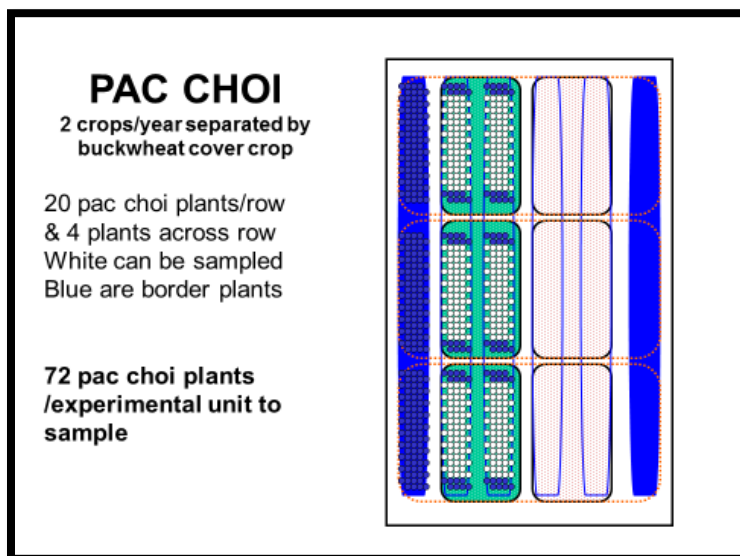 PAC CHOI
2 crops/year separated by
buckwheat cover crop
20 pac choi plants/row
& 4 plants across row
White can be sampled
Blue are border plants
72 pac choi plants
/experimental unit to
sample